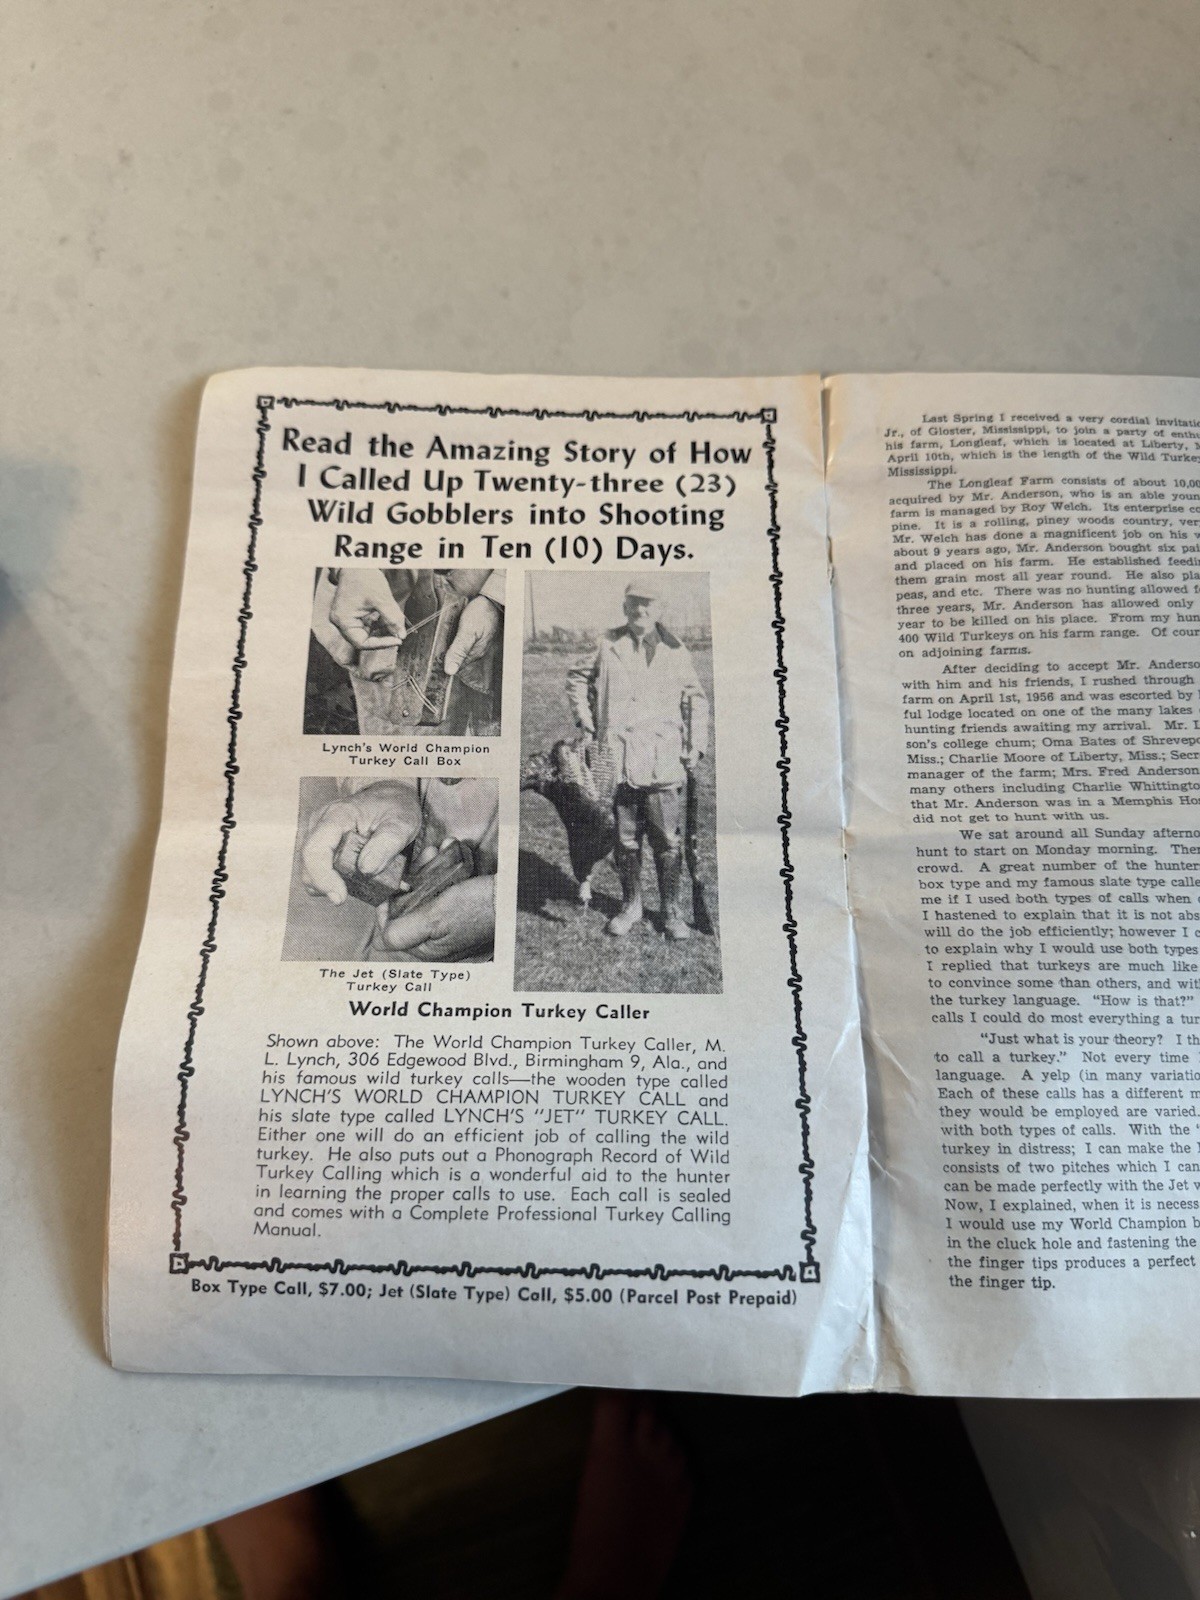 Read the Amazing Story of How
I Called Up Twenty-three (23)
Wild Gobblers into Shooting
Range in Ten (10) Days.
Lynch's World Champion
Turkey Call Box
The Jet (Slate Type)
Turkey Call
World Champion Turkey Caller
Shown above: The World Champion Turkey Caller, M.
L. Lynch, 306 Edgewood Blvd., Birmingham 9, Ala., and
his famous wild turkey calls—the wooden type called
LYNCH'S WORLD CHAMPION TURKEY CALL and
his slate type called LYNCH'S "JET" TURKEY CALL.
Either one will do an efficient job of calling the wild
turkey. He also puts out a Phonograph Record of Wild
Turkey Calling which is a wonderful aid to the hunter
in learning the proper calls to use. Each call is sealed
and comes with a Complete Professional Turkey Calling
Manual.
Box Type Call, $7.00; Jet (Slate Type) Call, $5.00 (Parcel Post Prepaid)
Last Spring I received a very cordial
Jr., of Gloster, Mississippi, to join a party of
his farm, Longleaf, which is located at Liberty,
April 10th, which is the length of the Wild
Mississippi.
The Longleaf Farm consists of about
acquired by Mr. Anderson, who is an able
farm is managed by Roy Welch. Its enterprise
pine. It is a rolling, piney woods country,
Mr. Welch has done a magnificent job on his
about 9 years ago, Mr. Anderson bought six
and placed on his farm. He established
them grain most all year round. He also
peas, and etc. There was no hunting allowed
three years, Mr. Anderson has allowed only
year to be killed on his place. From my
400 Wild Turkeys on his farm range. Of
on adjoining farms.
After deciding to accept Mr.
with him and his friends, I rushed through
farm on April 1st, 1956 and was escorted by
ful lodge located on one of the many lakes
hunting friends awaiting my arrival. Mr.
son's college chum; Oma Bates of
Miss.; Charlie Moore of Liberty, Miss.;
manager of the farm; Mrs. Fred Anderson
many others including Charlie
that Mr. Anderson was in a Memphis
did not get to hunt with us.
We sat around all Sunday
hunt to start on Monday morning.
crowd. A great number of the
box type and my famous slate type
me if I used both types of calls when
I hastened to explain that it is not
will do the job efficiently; however I
to explain why I would use both types
I replied that turkeys are much like
to convince some than others, and
the turkey language. "How is that?"
calls I could do most everything a
"Just what is your theory? I
to call a turkey." Not every time
language. A yelp (in many
Each of these calls has a different
they would be employed are varied.
with both types of calls. With the
turkey in distress; I can make the
consists of two pitches which I can
can be made perfectly with the Jet
Now, I explained, when it is
I would use my World Champion
in the cluck hole and fastening the
the finger tips produces a perfect
the finger tip.